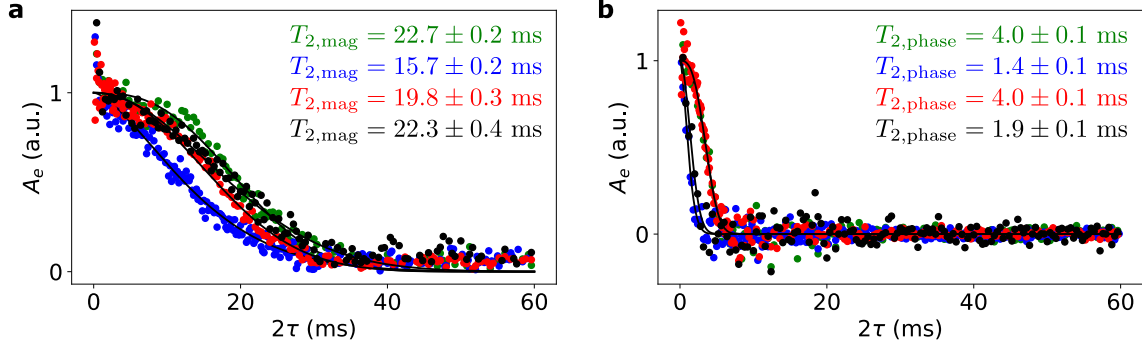 a
T2,mag = 22.7 ± 0.2 ms
T2,mag = 15.7 ± 0.2 ms
T2,mag = 19.8 ± 0.3 ms
T2,mag = 22.3 ± 0.4 ms
1
0
Ae (a.u.)
0 20 40 60
2τ (ms)
b
T2,phase = 4.0 ± 0.1 ms
T2,phase = 1.4 ± 0.1 ms
T2,phase = 4.0 ± 0.1 ms
T2,phase = 1.9 ± 0.1 ms
1
0
Ae (a.u.)
0 20 40 60
2τ (ms)